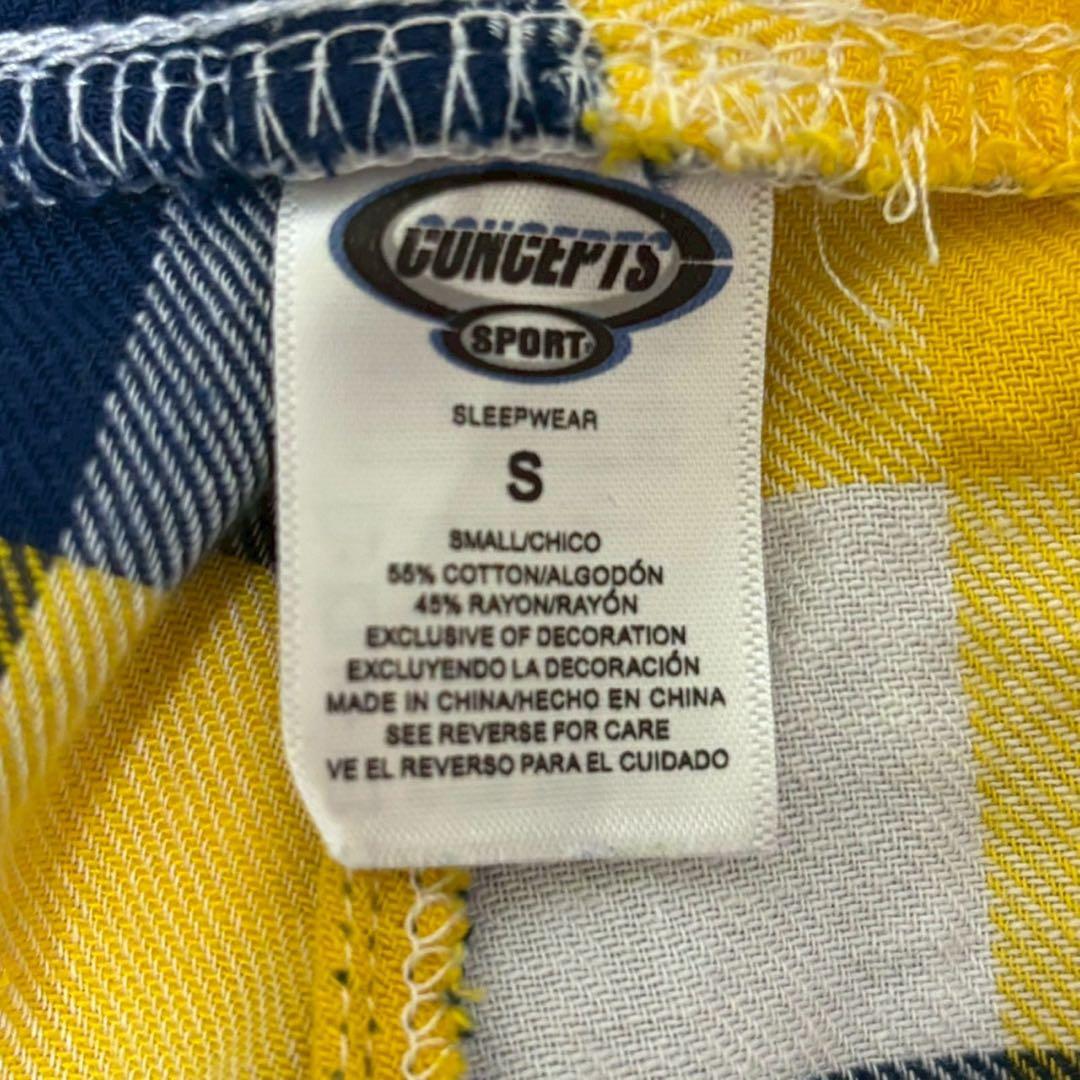 CONCEPTS
SPORT
SLEEPWEAR
S
SMALL/CHICO
55% COTTON/ALGODÓN
45% RAYON/RAYÓN
EXCLUSIVE OF DECORATION
EXCLUYENDO LA DECORACIÓN
MADE IN CHINA/HECHO EN CHINA
SEE REVERSE FOR CARE
VE EL REVERSO PARA EL CUIDADO